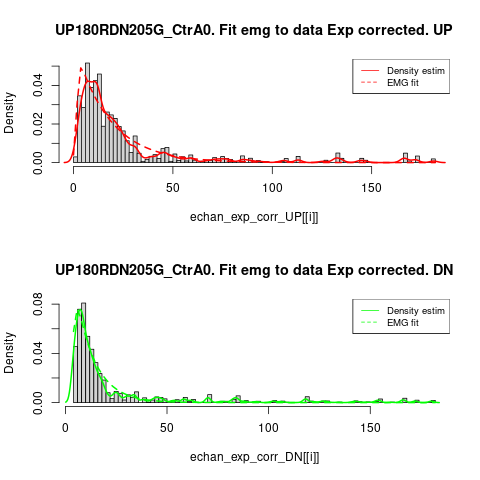 UP180RDN205G_CtrA0. Fit emg to data Exp corrected. UP
Density estim
EMG fit
Density
0.00
0.02
0.04
0
50
100
150
echan_exp_corr_UP[[i]]
UP180RDN205G_CtrA0. Fit emg to data Exp corrected. DN
Density estim
EMG fit
Density
0.00
0.04
0.08
0
50
100
150
echan_exp_corr_DN[[i]]